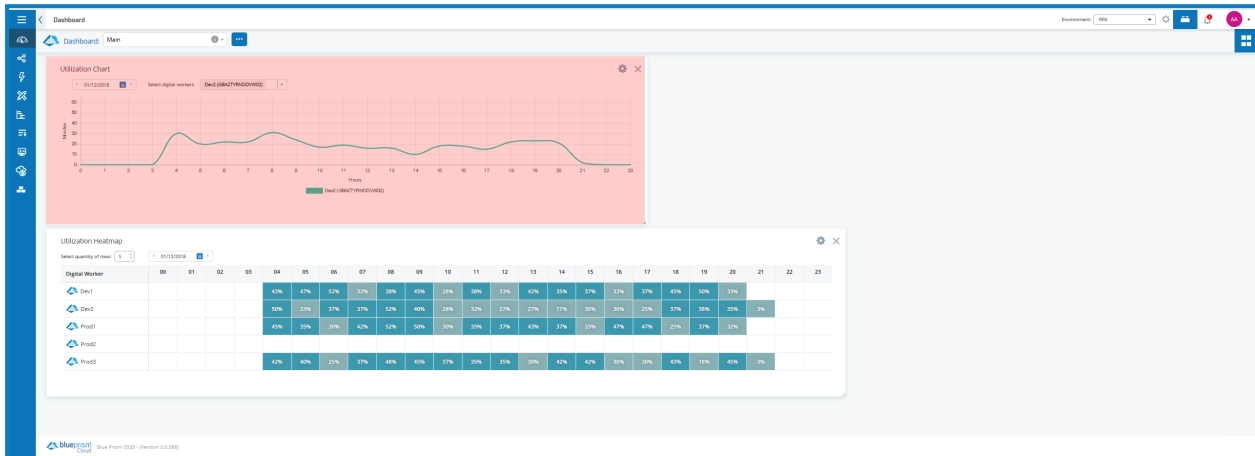 Dashboard
Environment: RPA
AA
Dashboard: Main
Utilization Chart
01/12/2018 Select digital workers
60
50
40
30
20
10
0
Minutes
0 1 2 3 4 5 6 7 8 9 10 11 12 13 14 15 16 17 18 19 20 21 22 23
Hours
Utilization Heatmap
Select quantity of rows: 5 01/12/2018
Digital Worker 00 01 02 03 04 05 06 07 08 09 10 11 12 13 14 15 16 17 18 19 20 21 22 23
Dev1 43% 47% 52% 32% 38% 45% 28% 38% 33% 42% 35% 37% 33% 37% 45% 50% 33%
Dev2 50% 33% 37% 37% 52% 40% 28% 32% 27% 27% 17% 30% 30% 25% 37% 38% 35% 3%
Prod1 45% 35% 30% 42% 52% 50% 30% 35% 37% 43% 37% 33% 47% 47% 25% 37% 32%
Prod2
Prod3 42% 40% 25% 37% 48% 45% 37% 35% 35% 30% 42% 42% 30% 30% 43% 18% 45% 3%
blueprism
Cloud
Blue Prism 2020 - (Version 3.0.388)